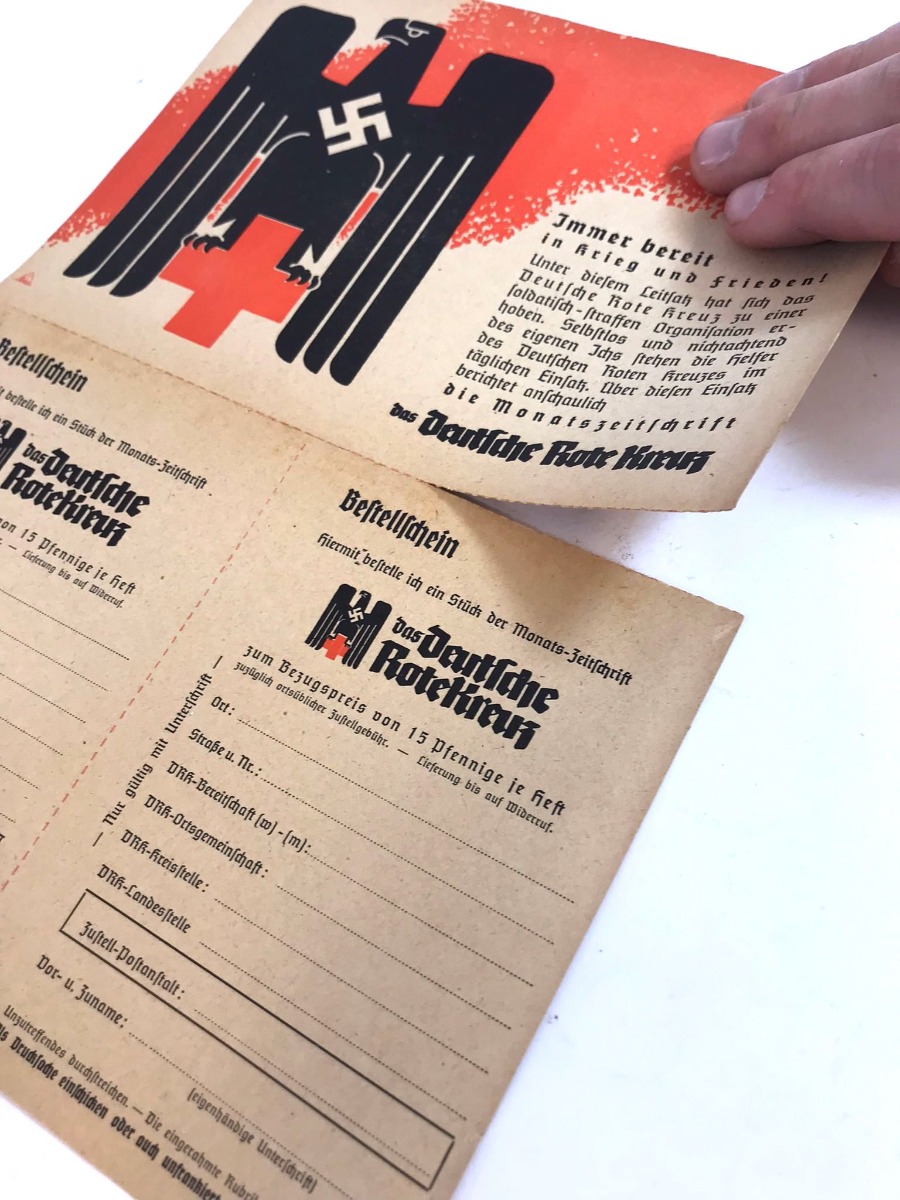 Immer bereit
in Krieg und Frieden!
Unter diesem Leitsatz hat sich das
Deutsche Rote Kreuz zu einer
soldatisch-straffen Organisation er-
hoben. Selbstlos und nichtachtend
des eigenen Ichs stehen die Helfer
des Deutschen Roten Kreuzes im
täglichen Einsatz. Über diesen Einsatz
berichtet anschaulich
die Monatszeitschrift
das Deutsche Rote Kreuz
Bestellschein
bestelle ich ein Stück der Monats-Zeitschrift
das Deutsche
Rote Kreuz
von 15 Pfennige je Heft
— Lieferung bis auf Widerruf.
Bestellschein
Hiermit bestelle ich ein Stück der Monats-Zeitschrift
das Deutsche
Rote Kreuz
zum Bezugspreis von 15 Pfennige je Heft
zuzüglich ortsüblicher Zustellgebühr. — Lieferung bis auf Widerruf.
— Nur gültig mit Unterschrift —
Ort:
Straße u. Nr.:
DRK-Bereitschaft (w)-(m):
DRK-Ortsgemeinschaft:
DRK-Kreisstelle:
DRK-Landesstelle
Zustell-Postanstalt:
Vor- u. Zuname:
(eigenhändige Unterschrift)
Unzutreffendes durchstreichen. — Die eingerahmte
Drucksache einschicken oder auch unfrankiert